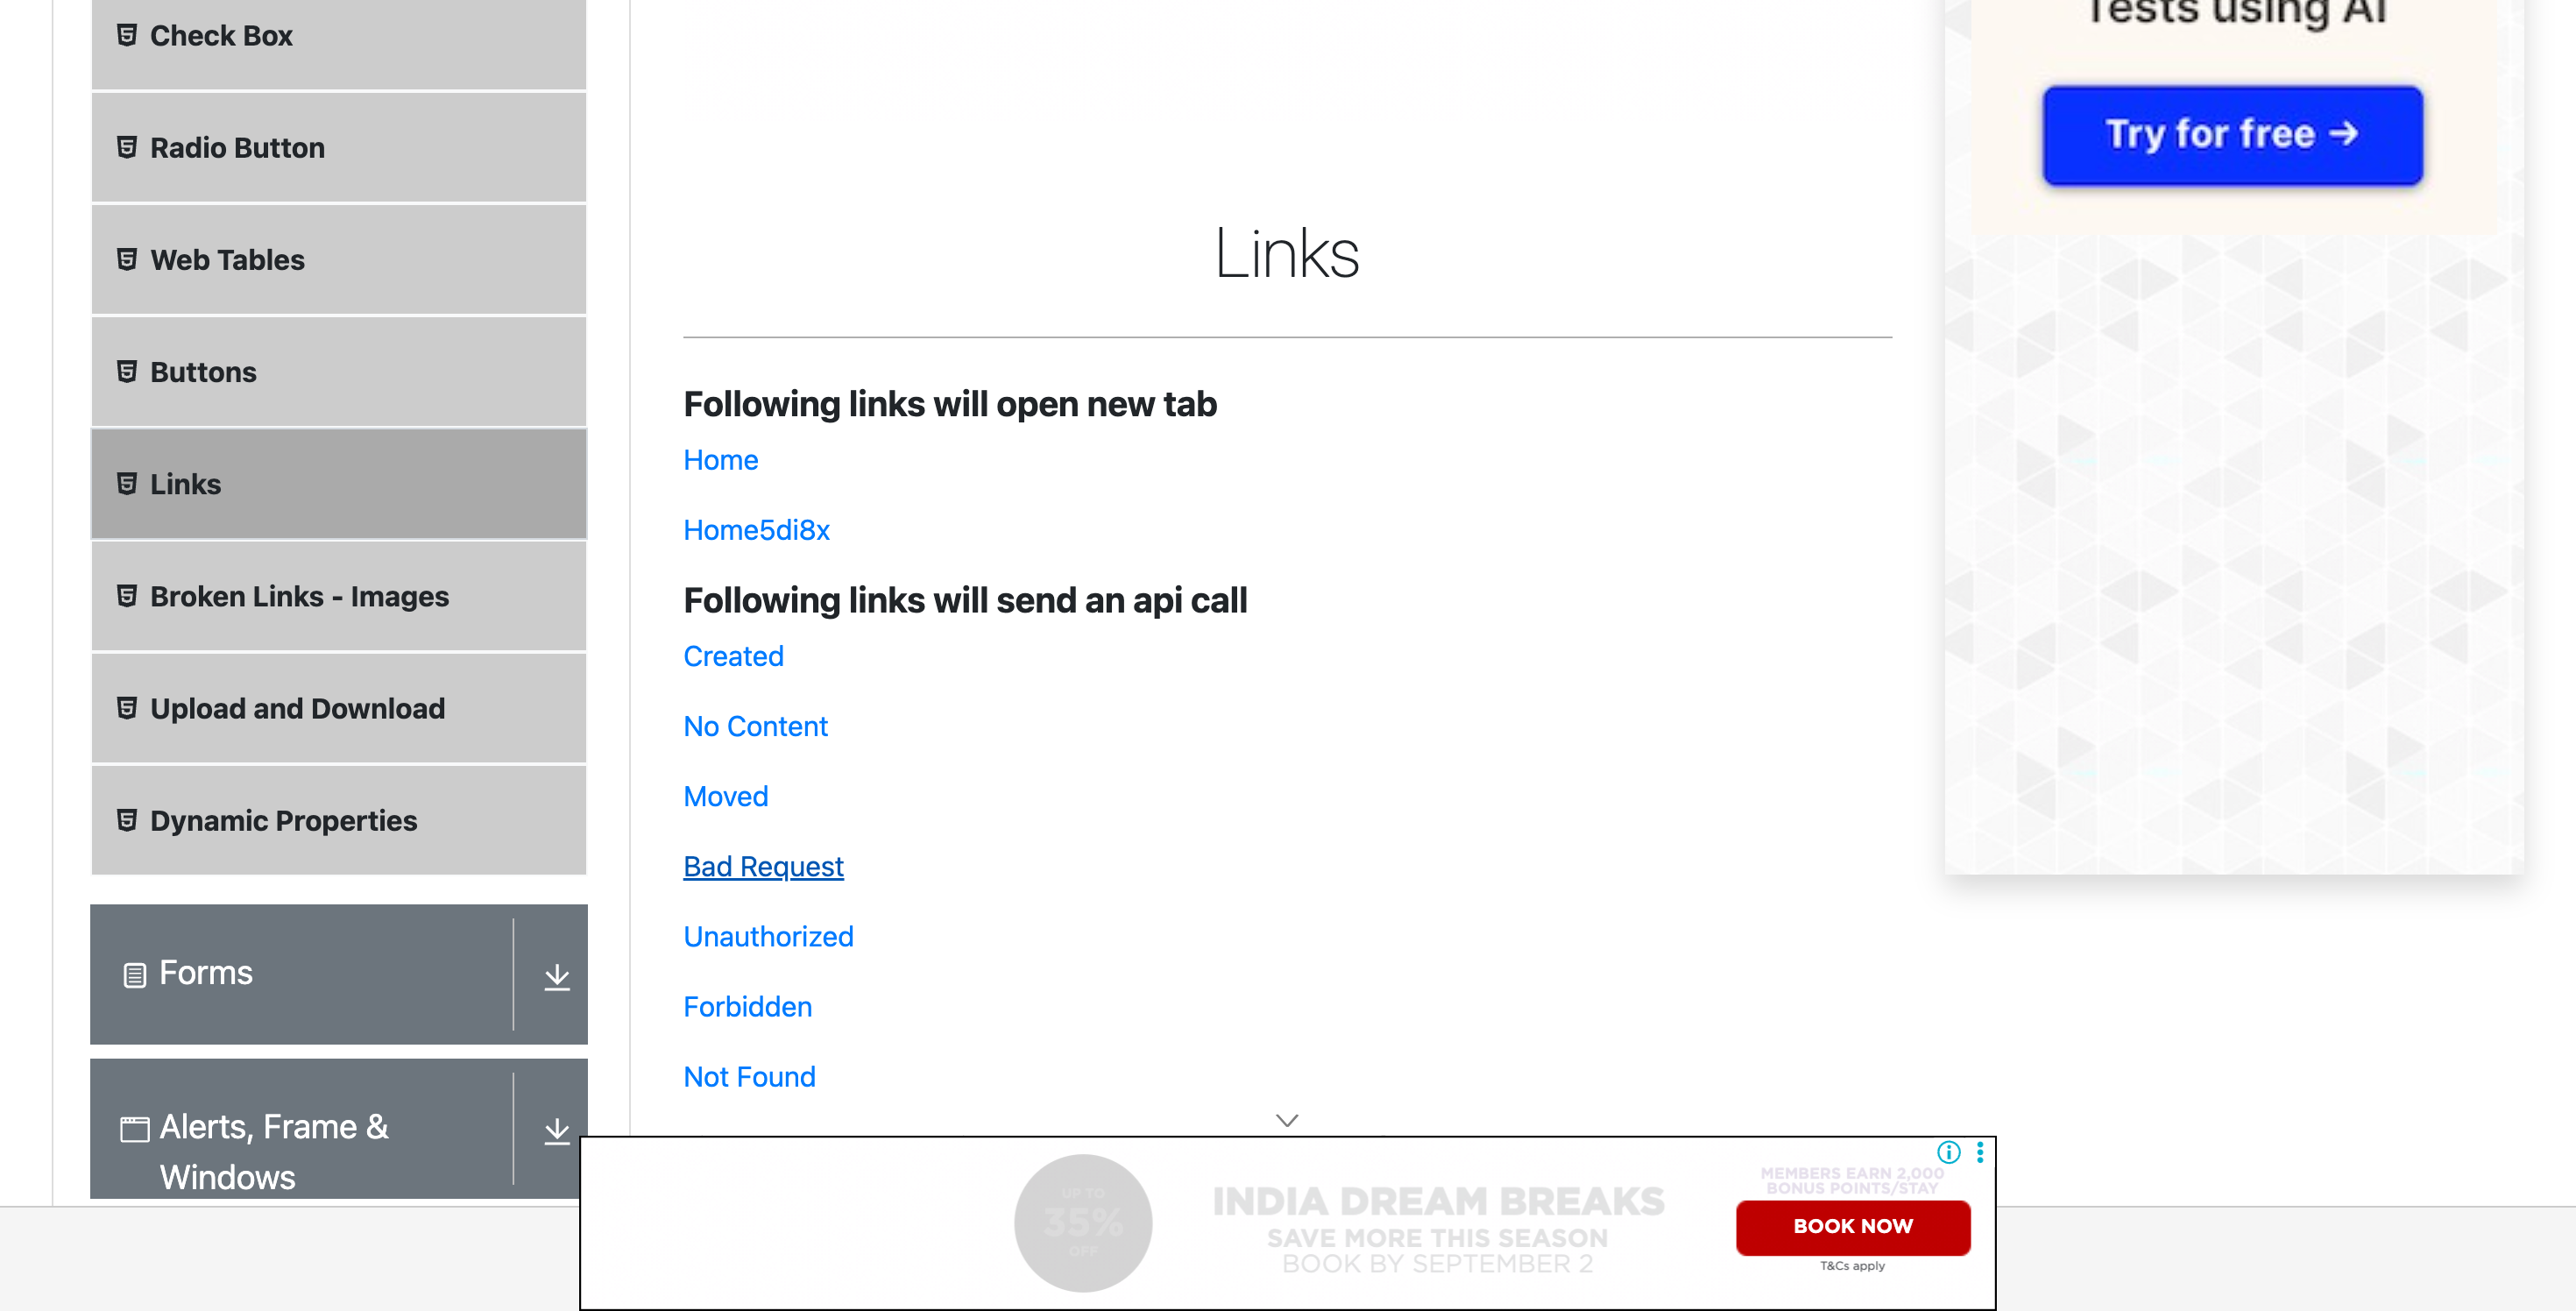 Check Box
Radio Button
Web Tables
Buttons
Links
Broken Links - Images
Upload and Download
Dynamic Properties
Forms
Alerts, Frame &
Windows
Links
Following links will open new tab
Home
Home5di8x
Following links will send an api call
Created
No Content
Moved
Bad Request
Unauthorized
Forbidden
Not Found
Tests using AI
Try for free →
UP TO
35%
OFF
INDIA DREAM BREAKS
SAVE MORE THIS SEASON
BOOK BY SEPTEMBER 2
MEMBERS EARN 2,000
BONUS POINTS/STAY
BOOK NOW
T&Cs apply